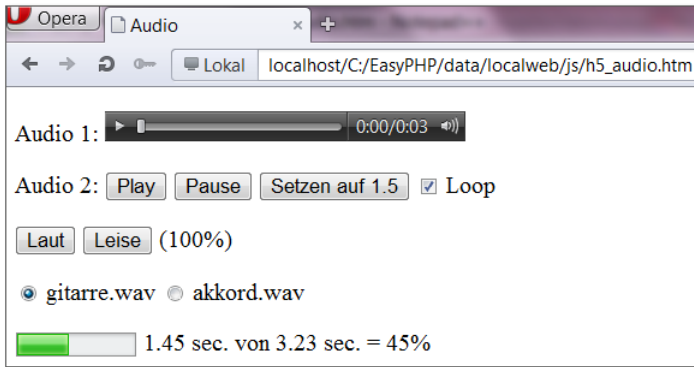 Opera
Audio
Lokal localhost/C:/EasyPHP/data/localweb/js/h5_audio.htm
Audio 1: 0:00/0:03
Audio 2: Play Pause Setzen auf 1.5 Loop
Laut Leise (100%)
gitarre.wav akkord.wav
1.45 sec. von 3.23 sec. = 45%